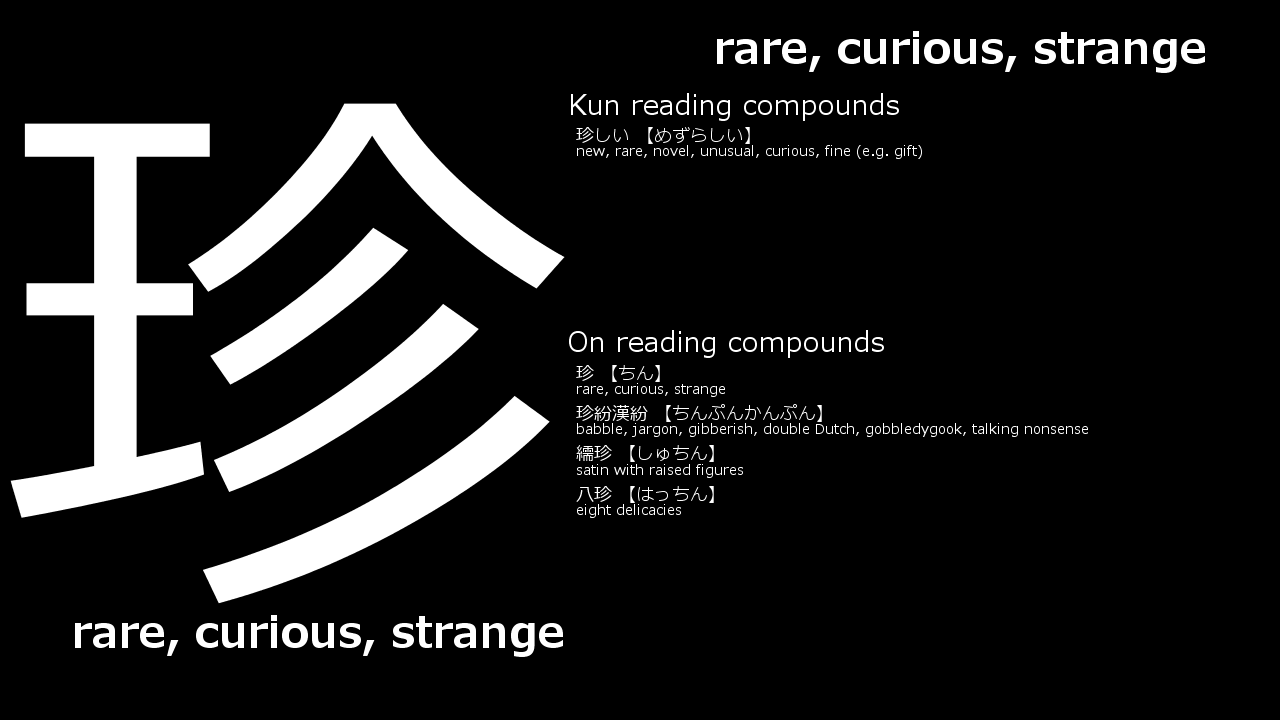 rare, curious, strange
珍
Kun reading compounds
珍しい 【めずらしい】
new, rare, novel, unusual, curious, fine (e.g. gift)
On reading compounds
珍 【ちん】
rare, curious, strange
珍紛漢紛 【ちんぷんかんぷん】
babble, jargon, gibberish, double Dutch, gobbledygook, talking nonsense
繻珍 【しゅちん】
satin with raised figures
八珍 【はっちん】
eight delicacies
rare, curious, strange